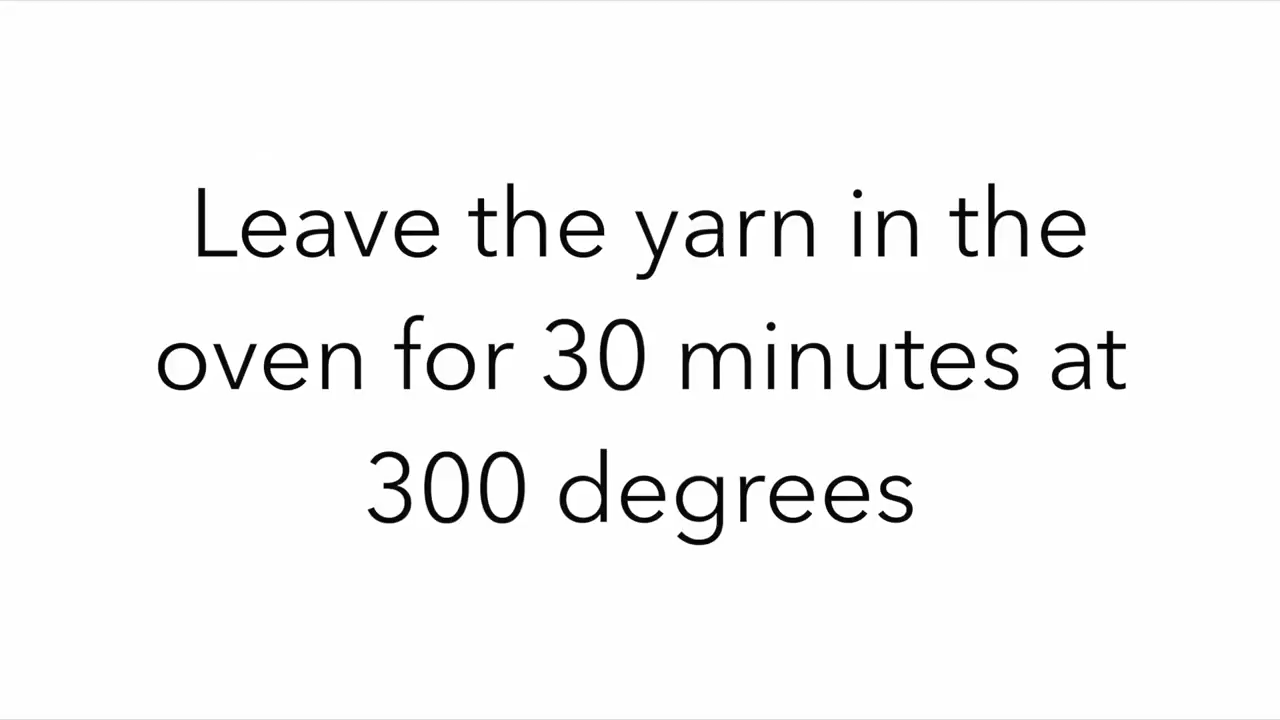 Leave the yarn in the
oven for 30 minutes at
300 degrees